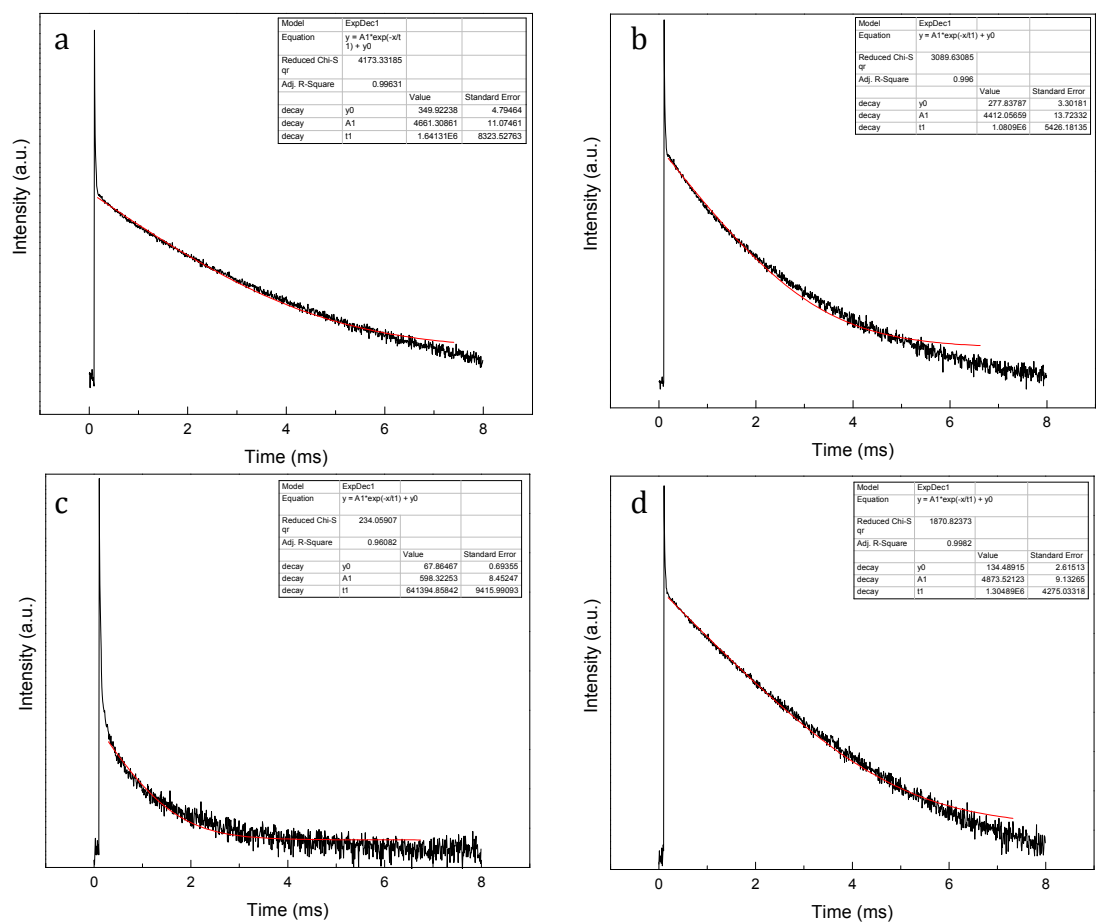 a
Model ExpDec1
Equation y = A1*exp(-x/t
1) + y0
Reduced Chi-S
qr 4173.33185
Adj. R-Square 0.99631
Value Standard Error
decay y0 349.92238 4.79464
decay A1 4661.30861 11.07461
decay t1 1.64131E6 8323.52763
Intensity (a.u.)
0 2 4 6 8
Time (ms)
b
Model ExpDec1
Equation y = A1*exp(-x/t1) + y0
Reduced Chi-S
qr 3089.63085
Adj. R-Square 0.996
Value Standard Error
decay y0 277.83787 3.30181
decay A1 4412.05659 13.72332
decay t1 1.0809E6 5426.18135
Intensity (a.u.)
0 2 4 6 8
Time (ms)
c
Model ExpDec1
Equation y = A1*exp(-x/t1) + y0
Reduced Chi-S
qr 234.05907
Adj. R-Square 0.96082
Value Standard Error
decay y0 67.86467 0.69355
decay A1 598.32253 8.45247
decay t1 641394.85842 9415.99093
Intensity (a.u.)
0 2 4 6 8
Time (ms)
d
Model ExpDec1
Equation y = A1*exp(-x/t1) + y0
Reduced Chi-S
qr 1870.82373
Adj. R-Square 0.9982
Value Standard Error
decay y0 134.48915 2.61513
decay A1 4873.52123 9.13265
decay t1 1.30489E6 4275.03318
Intensity (a.u.)
0 2 4 6 8
Time (ms)